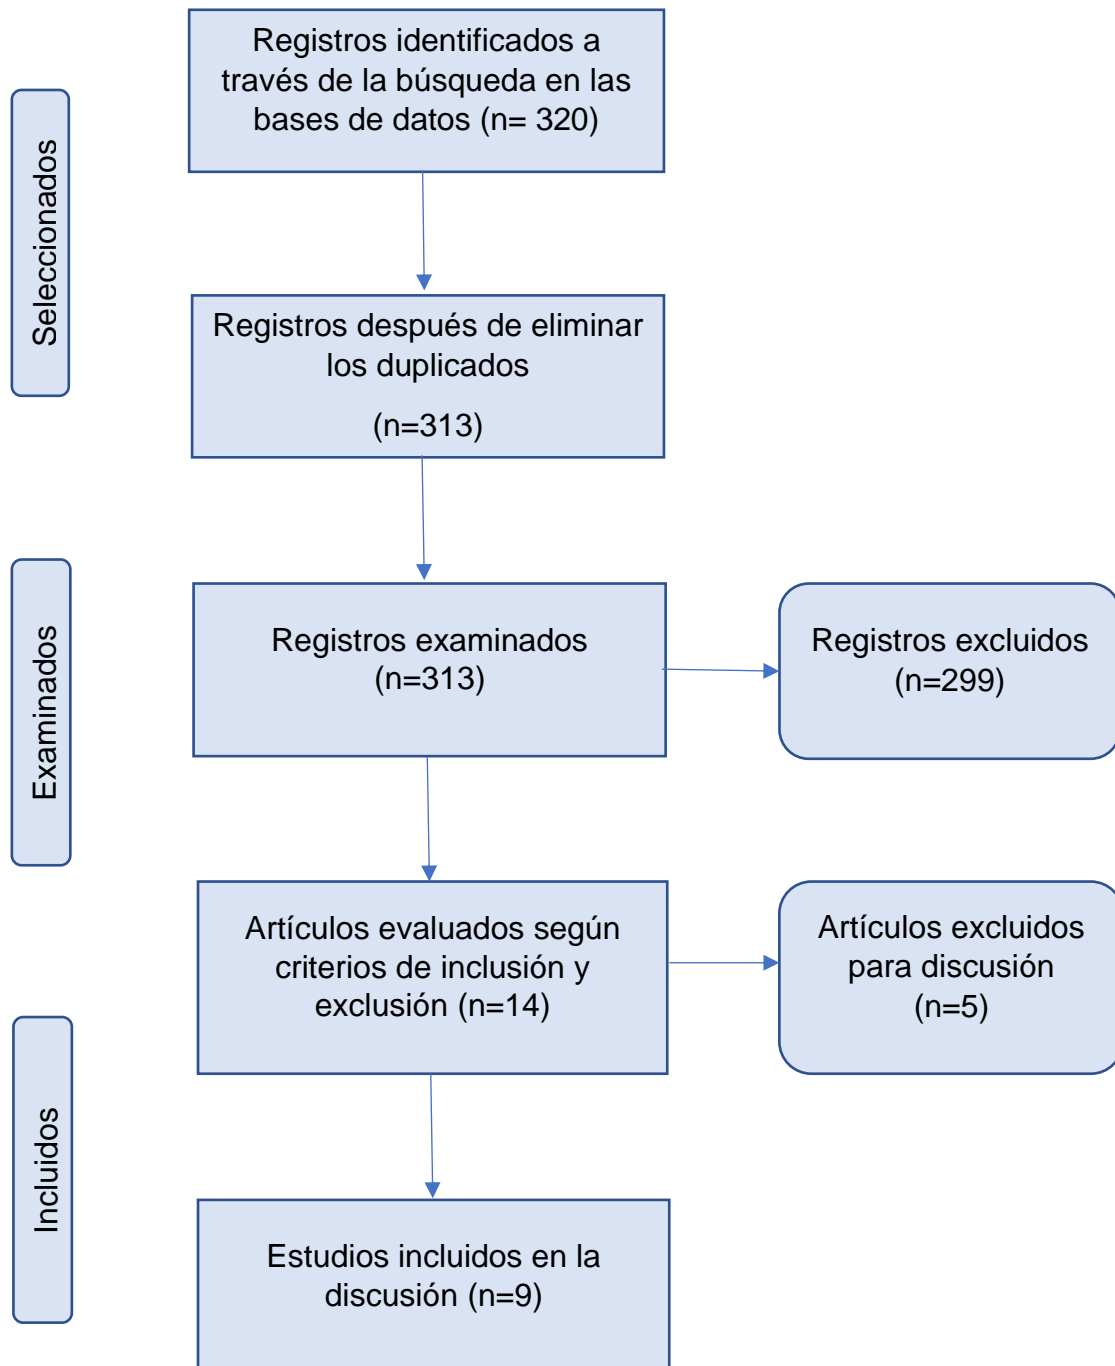 Registros identificados a
través de la búsqueda en las
bases de datos (n= 320)
Seleccionados
Registros después de eliminar
los duplicados
(n=313)
Examinados
Registros examinados
(n=313)
Registros excluidos
(n=299)
Artículos evaluados según
criterios de inclusión y
exclusión (n=14)
Artículos excluidos
para discusión
(n=5)
Incluidos
Estudios incluidos en la
discusión (n=9)